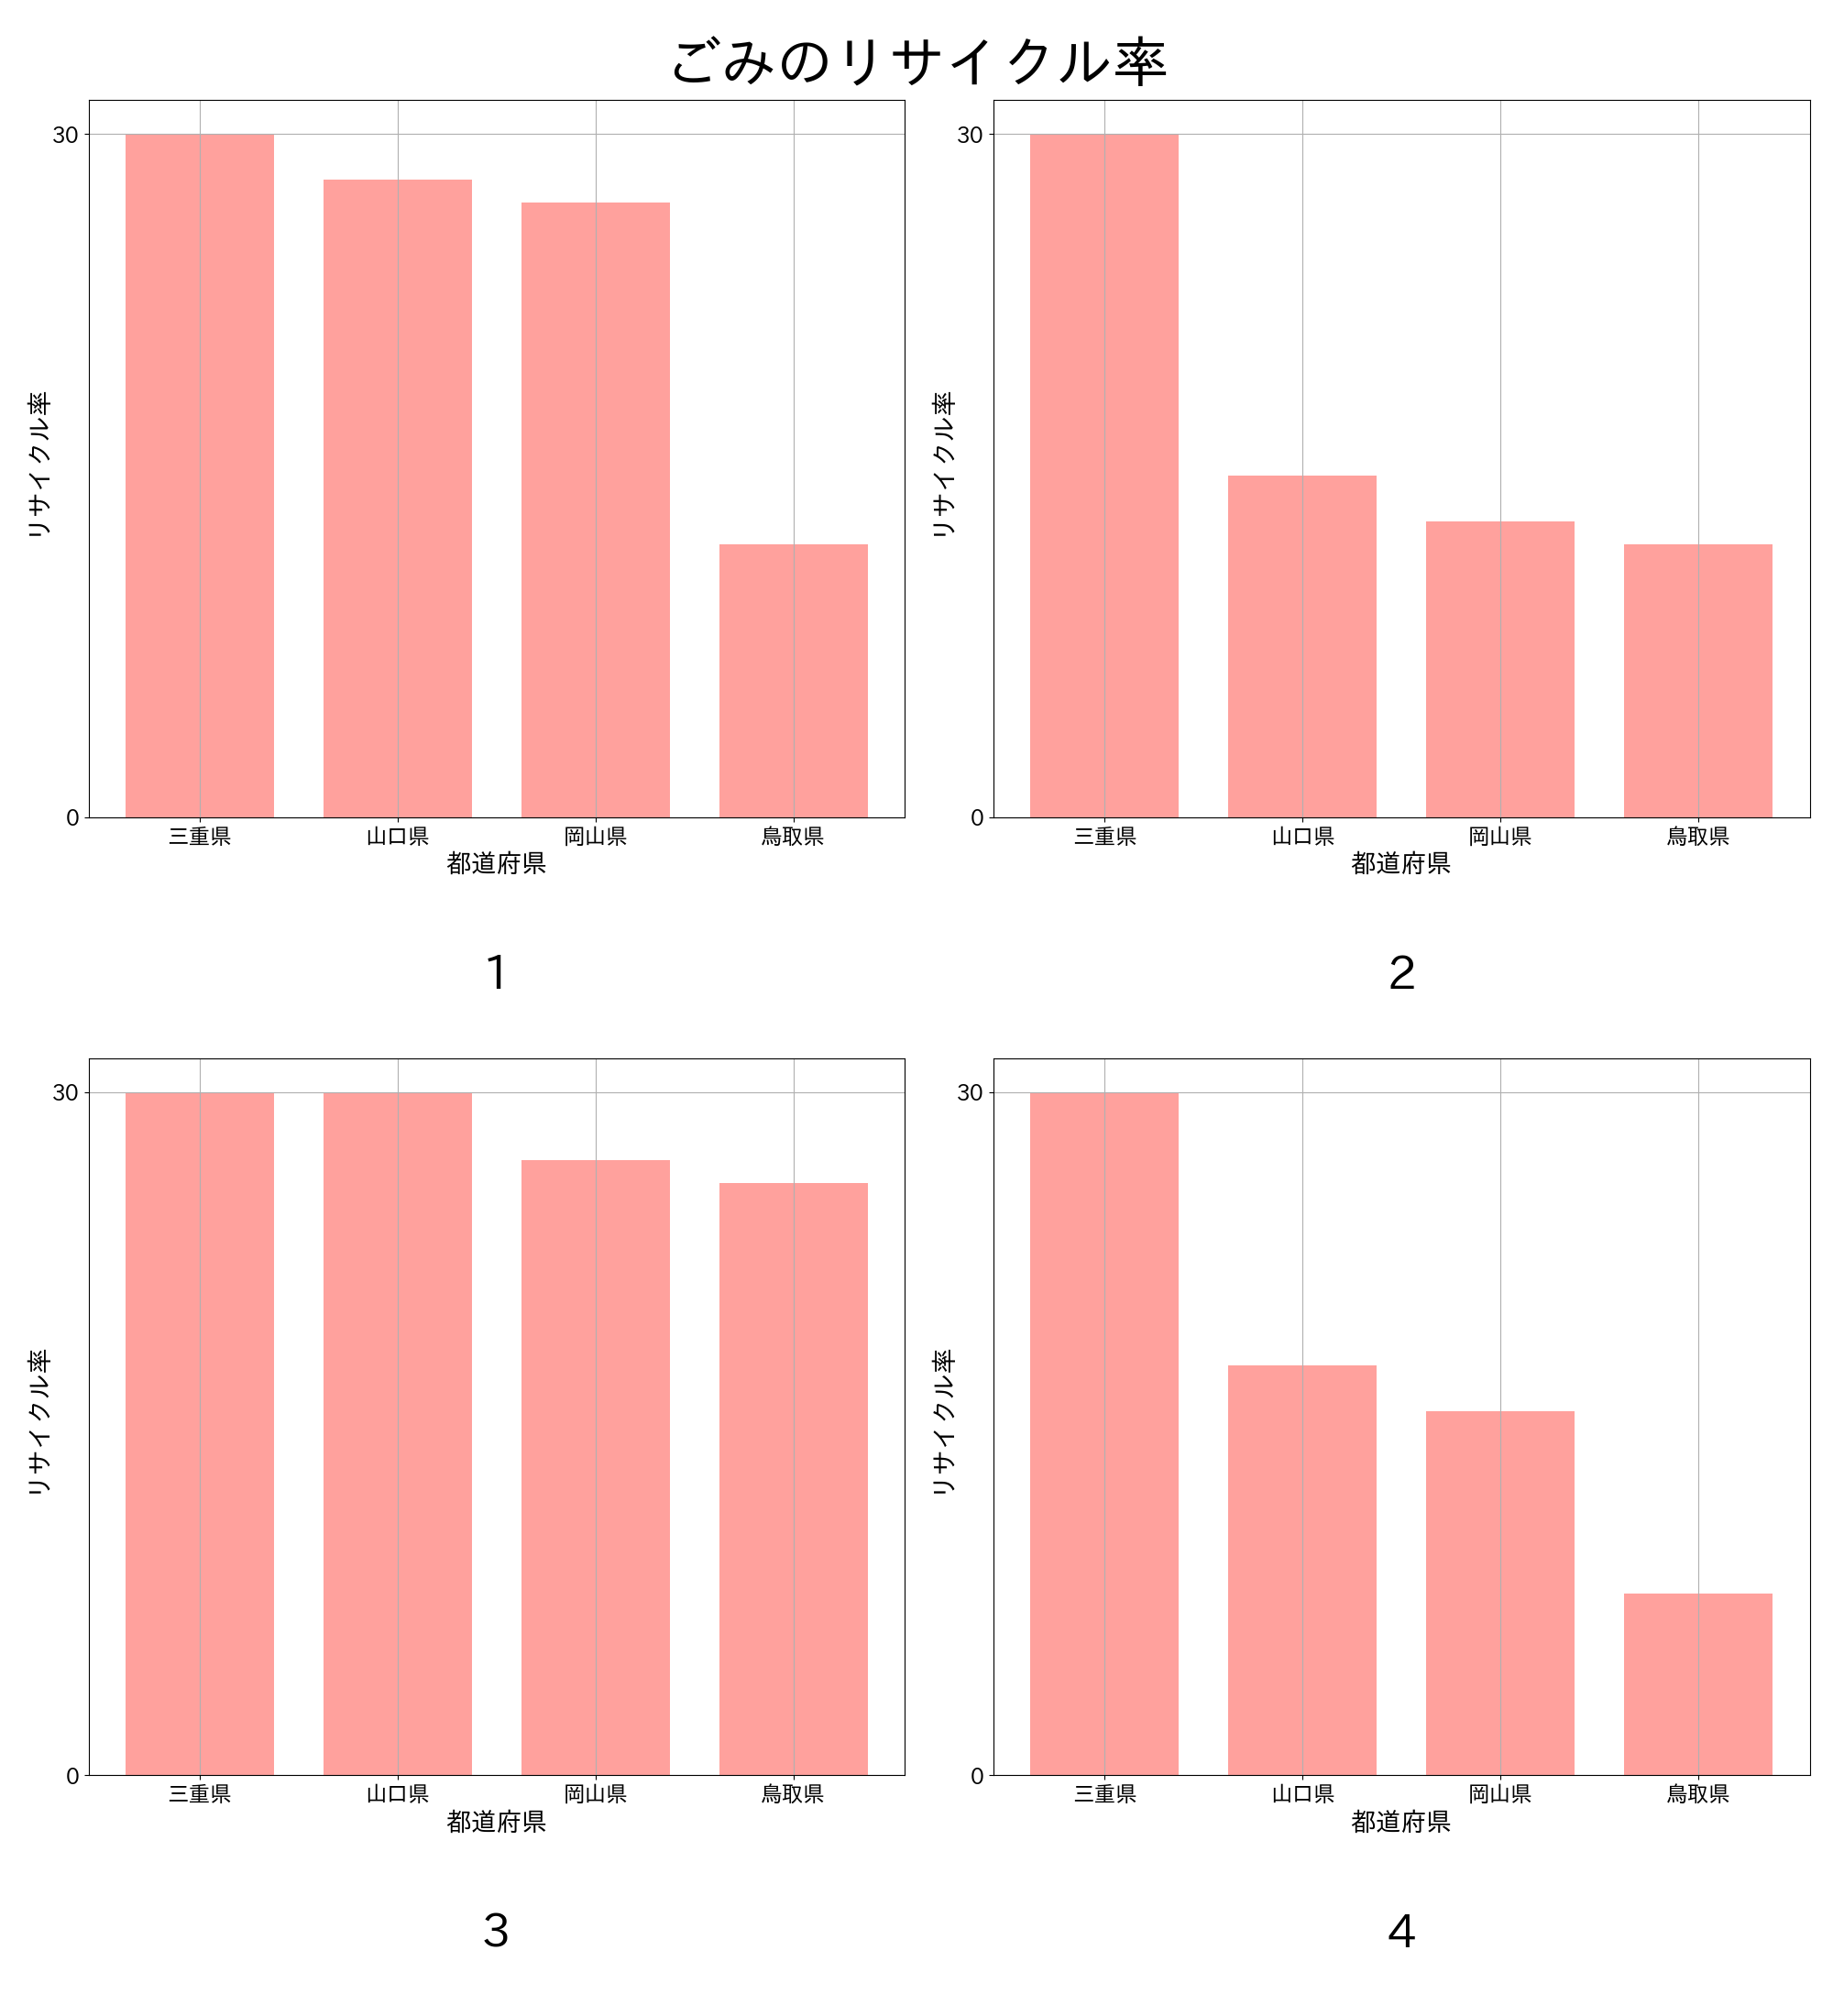 ごみのリサイクル率
30
0
リサイクル率
三重県 山口県 岡山県 鳥取県
都道府県
1
30
0
リサイクル率
三重県 山口県 岡山県 鳥取県
都道府県
2
30
0
リサイクル率
三重県 山口県 岡山県 鳥取県
都道府県
3
30
0
リサイクル率
三重県 山口県 岡山県 鳥取県
都道府県
4